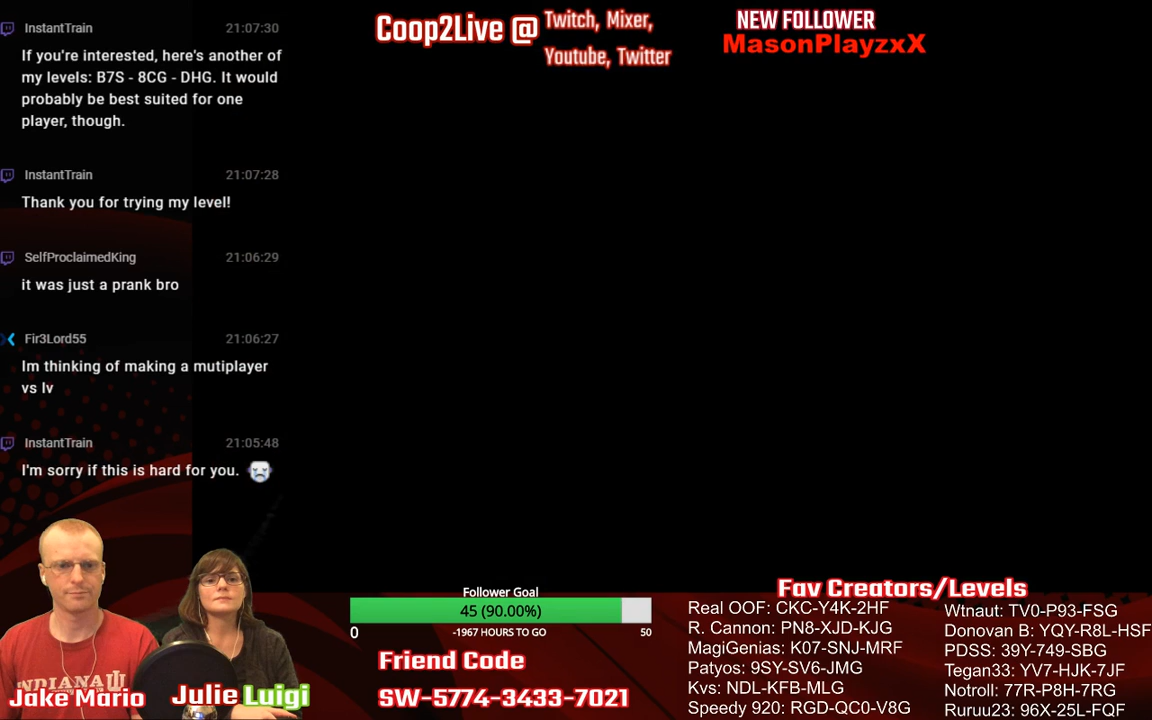 InstantTrain 21:07:30
If you're interested, here's another of
my levels: B7S - 8CG - DHG. It would
probably be best suited for one
player, though.
InstantTrain 21:07:28
Thank you for trying my level!
SelfProclaimedKing 21:06:29
it was just a prank bro
Fir3Lord55 21:06:27
Im thinking of making a mutiplayer
vs lv
InstantTrain 21:05:48
I'm sorry if this is hard for you.
Coop2Live @ Twitch, Mixer,
Youtube, Twitter
NEW FOLLOWER
MasonPlayzxX
INDIANA
Jake Mario
Julie Luigi
Follower Goal
45 (90.00%)
0 -1967 HOURS TO GO 50
Friend Code
SW-5774-3433-7021
Fav Creators/Levels
Real OOF: CKC-Y4K-2HF
R. Cannon: PN8-XJD-KJG
MagiGenias: K07-SNJ-MRF
Patyos: 9SY-SV6-JMG
Kvs: NDL-KFB-MLG
Speedy 920: RGD-QC0-V8G
Wtnaut: TV0-P93-FSG
Donovan B: YQY-R8L-HSF
PDSS: 39Y-749-SBG
Tegan33: YV7-HJK-7JF
Notroll: 77R-P8H-7RG
Ruruu23: 96X-25L-FQF